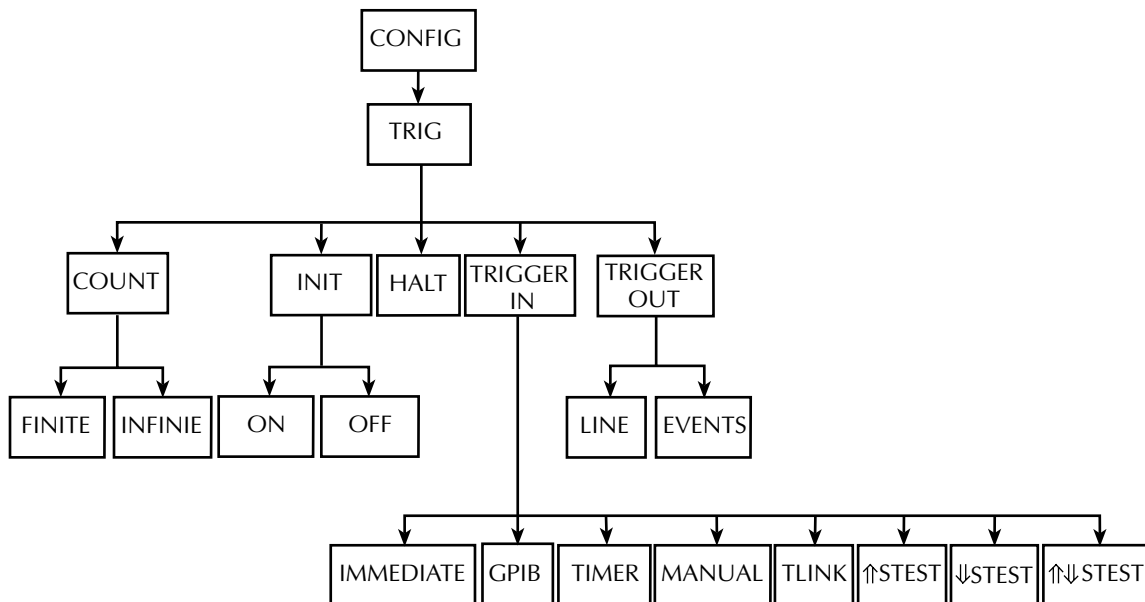 CONFIG
TRIG
COUNT
INIT
HALT
TRIGGER
IN
TRIGGER
OUT
FINITE
INFINIE
ON
OFF
LINE
EVENTS
IMMEDIATE
GPIB
TIMER
MANUAL
TLINK
⇑STEST
⇓STEST
⇑⇓STEST